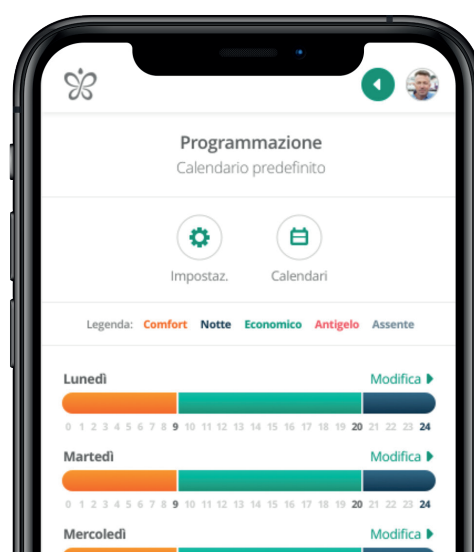 Programmazione
Calendario predefinito
Impostaz. Calendari
Legenda: Comfort Notte Economico Antigelo Assente
Lunedì Modifica
0 1 2 3 4 5 6 7 8 9 10 11 12 13 14 15 16 17 18 19 20 21 22 23 24
Martedì Modifica
0 1 2 3 4 5 6 7 8 9 10 11 12 13 14 15 16 17 18 19 20 21 22 23 24
Mercoledì Modifica